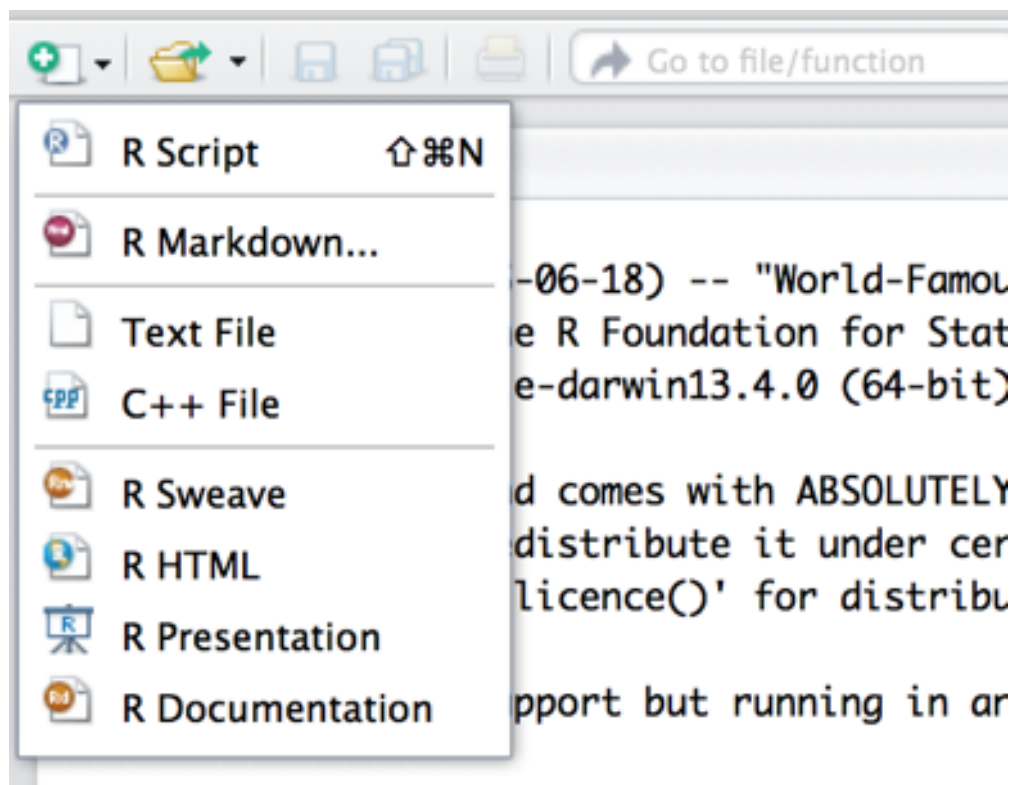 Go to file/function
R Script ⇧⌘N
R Markdown...
Text File
C++ File
R Sweave
R HTML
R Presentation
R Documentation
-06-18) -- "World-Famou
e R Foundation for Stat
e-darwin13.4.0 (64-bit)
d comes with ABSOLUTELY
distribute it under cer
licence()' for distribu
pport but running in an